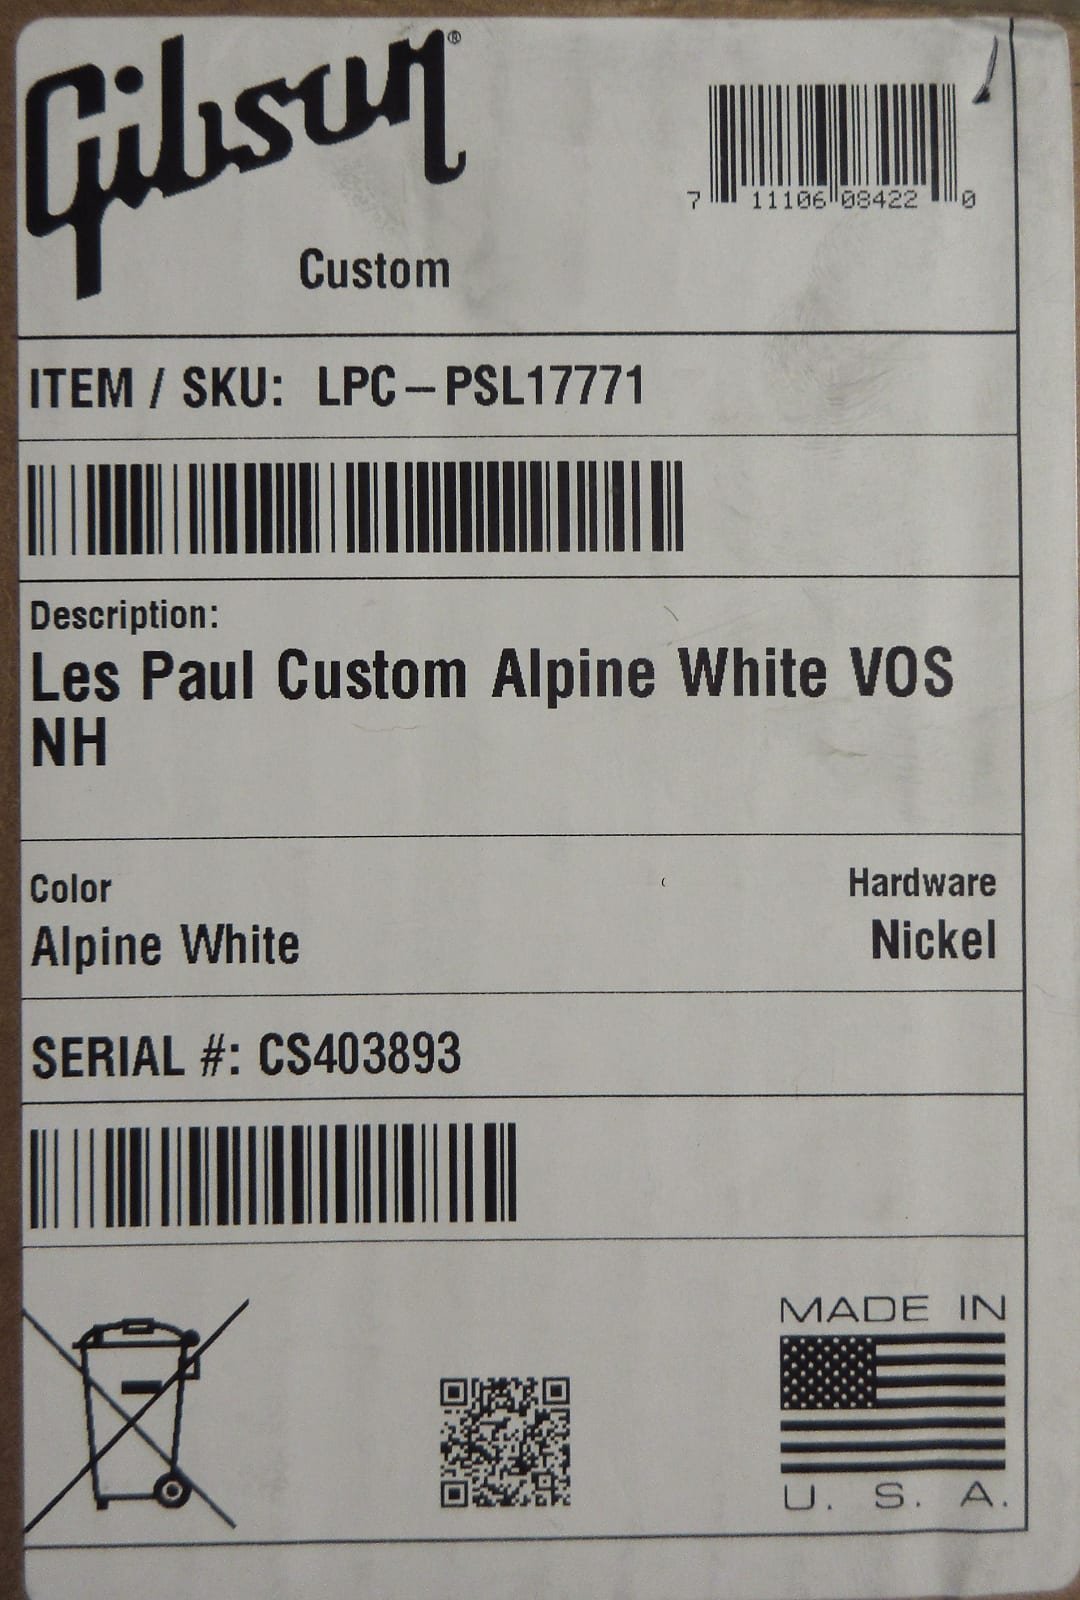 Gibson®
7 11106 08422 0
Custom
ITEM / SKU: LPC-PSL17771
Description:
Les Paul Custom Alpine White VOS
NH
Color
Hardware
Alpine White
Nickel
SERIAL #: CS403893
MADE IN
U. S. A.